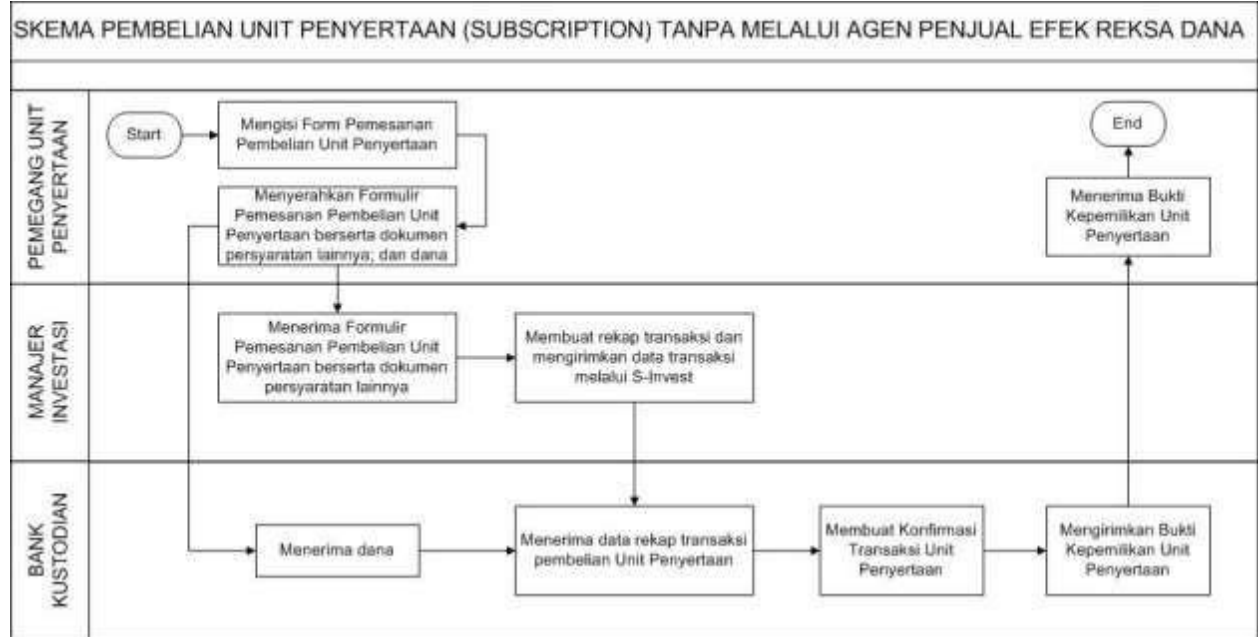 SKEMA PEMBELIAN UNIT PENYERTAAN (SUBSCRIPTION) TANPA MELALUI AGEN PENJUAL EFEK REKSA DANA
PEMEGANG UNIT
PENYERTAAN
Start
Mengisi Form Pemesanan
Pembelian Unit Penyertaan
Menyerahkan Formulir
Pemesanan Pembelian Unit
Penyertaan berserta dokumen
persyaratan lainnya; dan dana
End
Menerima Bukti
Kepemilikan Unit
Penyertaan
MANAJER
INVESTASI
Menerima Formulir
Pemesanan Pembelian Unit
Penyertaan berserta dokumen
persyaratan lainnya
Membuat rekap transaksi dan
mengirimkan data transaksi
melalui S-Invest
BANK
KUSTODIAN
Menerima dana
Menerima data rekap transaksi
pembelian Unit Penyertaan
Membuat Konfirmasi
Transaksi Unit
Penyertaan
Mengirimkan Bukti
Kepemilikan Unit
Penyertaan